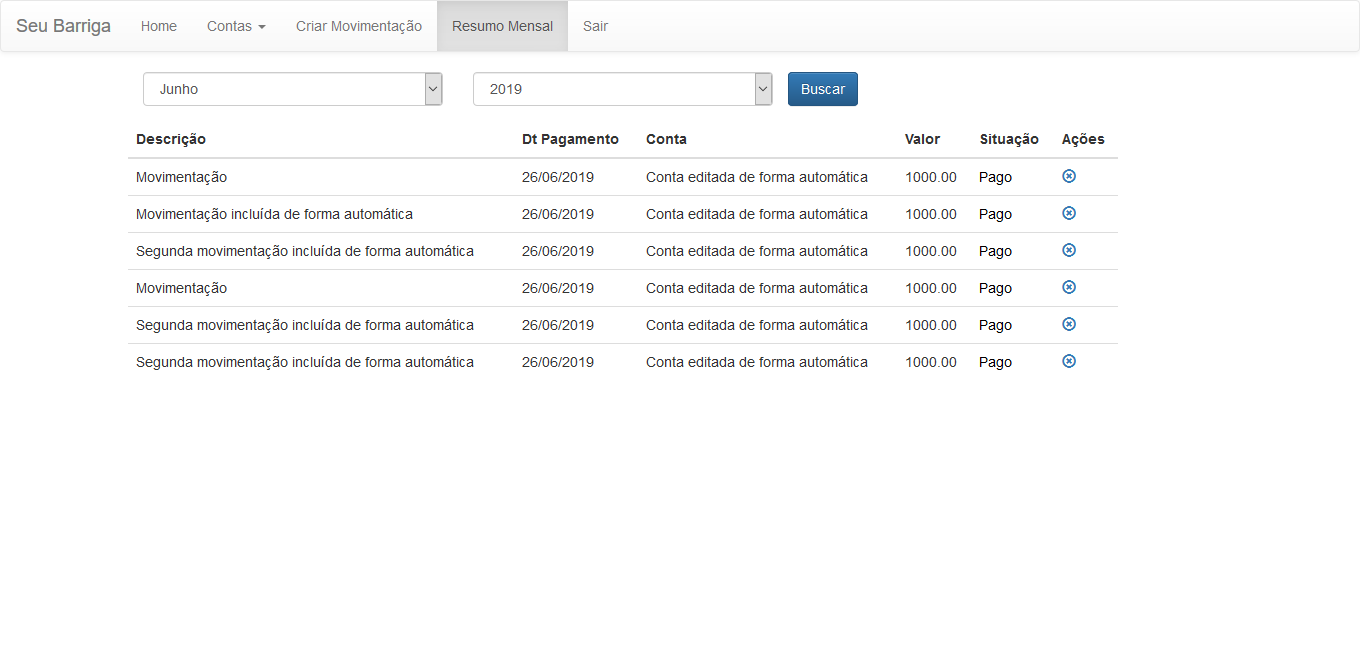 Seu Barriga Home Contas Criar Movimentação Resumo Mensal Sair
Junho 2019 Buscar
Descrição Dt Pagamento Conta Valor Situação Ações
Movimentação 26/06/2019 Conta editada de forma automática 1000.00 Pago
Movimentação incluída de forma automática 26/06/2019 Conta editada de forma automática 1000.00 Pago
Segunda movimentação incluída de forma automática 26/06/2019 Conta editada de forma automática 1000.00 Pago
Movimentação 26/06/2019 Conta editada de forma automática 1000.00 Pago
Segunda movimentação incluída de forma automática 26/06/2019 Conta editada de forma automática 1000.00 Pago
Segunda movimentação incluída de forma automática 26/06/2019 Conta editada de forma automática 1000.00 Pago